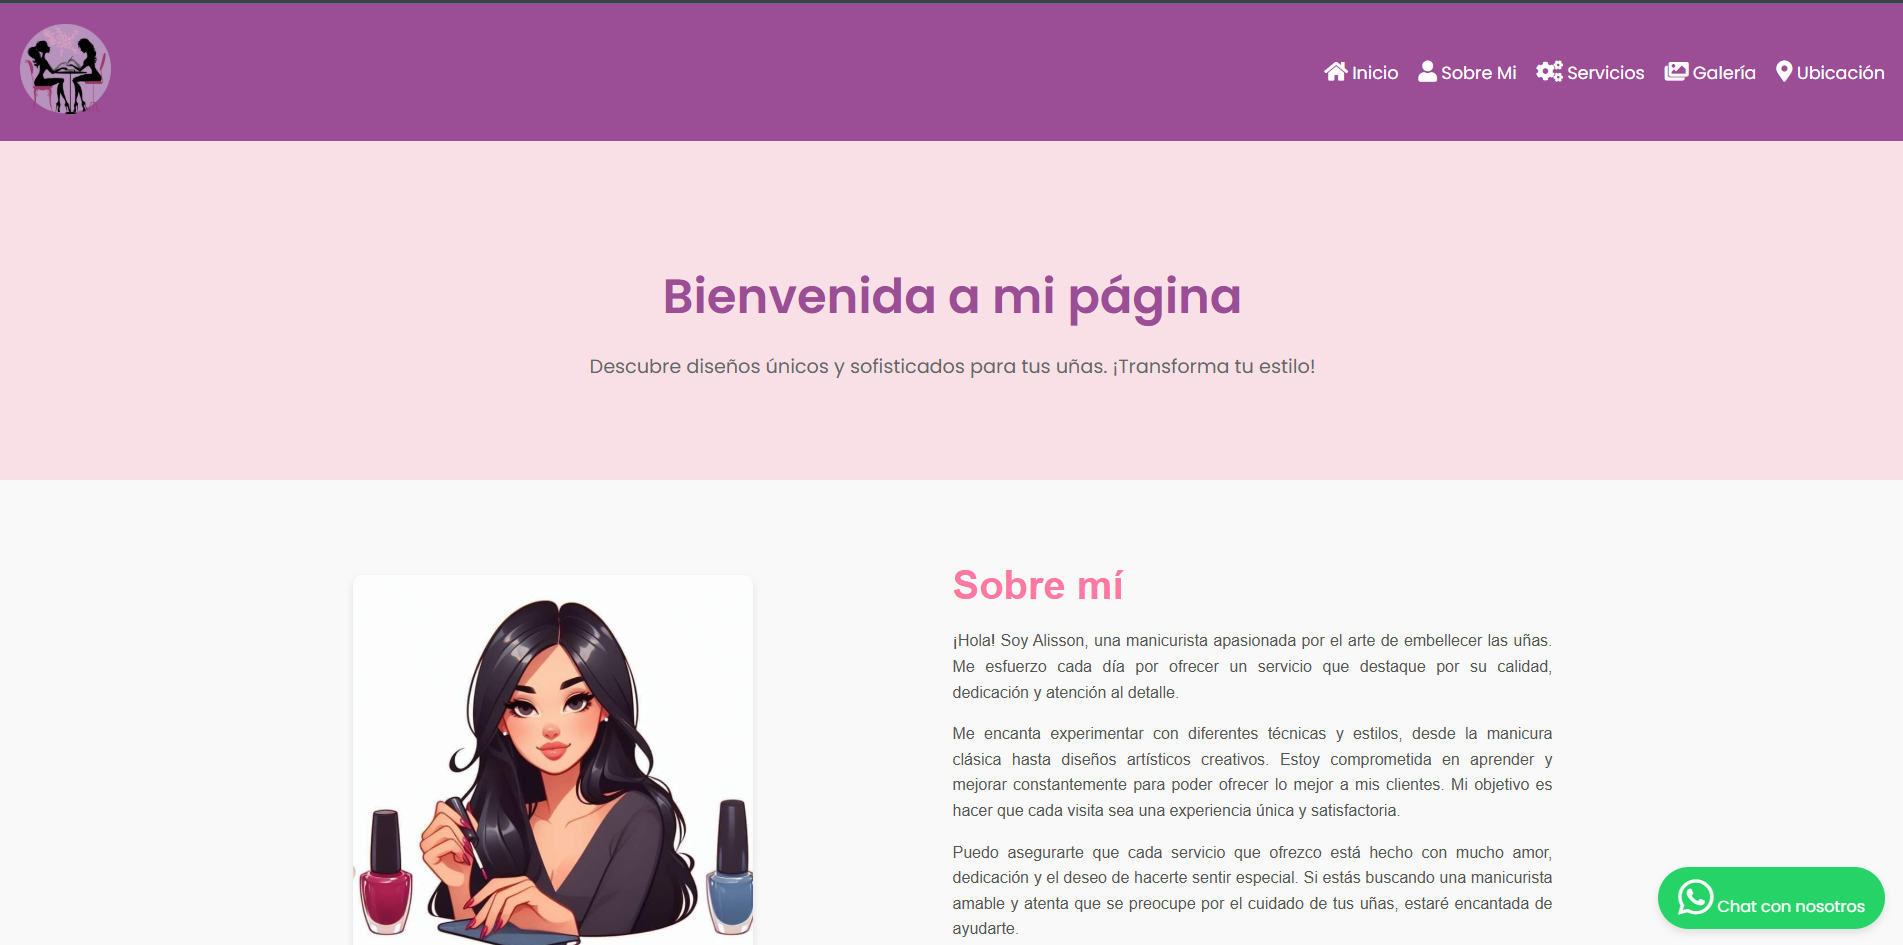 Inicio Sobre Mi Servicios Galería Ubicación
Bienvenida a mi página
Descubre diseños únicos y sofisticados para tus uñas. ¡Transforma tu estilo!
Sobre mí
¡Hola! Soy Alisson, una manicurista apasionada por el arte de embellecer las uñas.
Me esfuerzo cada día por ofrecer un servicio que destaque por su calidad,
dedicación y atención al detalle.
Me encanta experimentar con diferentes técnicas y estilos, desde la manicura
clásica hasta diseños artísticos creativos. Estoy comprometida en aprender y
mejorar constantemente para poder ofrecer lo mejor a mis clientes. Mi objetivo es
hacer que cada visita sea una experiencia única y satisfactoria.
Puedo asegurarte que cada servicio que ofrezco está hecho con mucho amor,
dedicación y el deseo de hacerte sentir especial. Si estás buscando una manicurista
amable y atenta que se preocupe por el cuidado de tus uñas, estaré encantada de
ayudarte.
Chat con nosotros